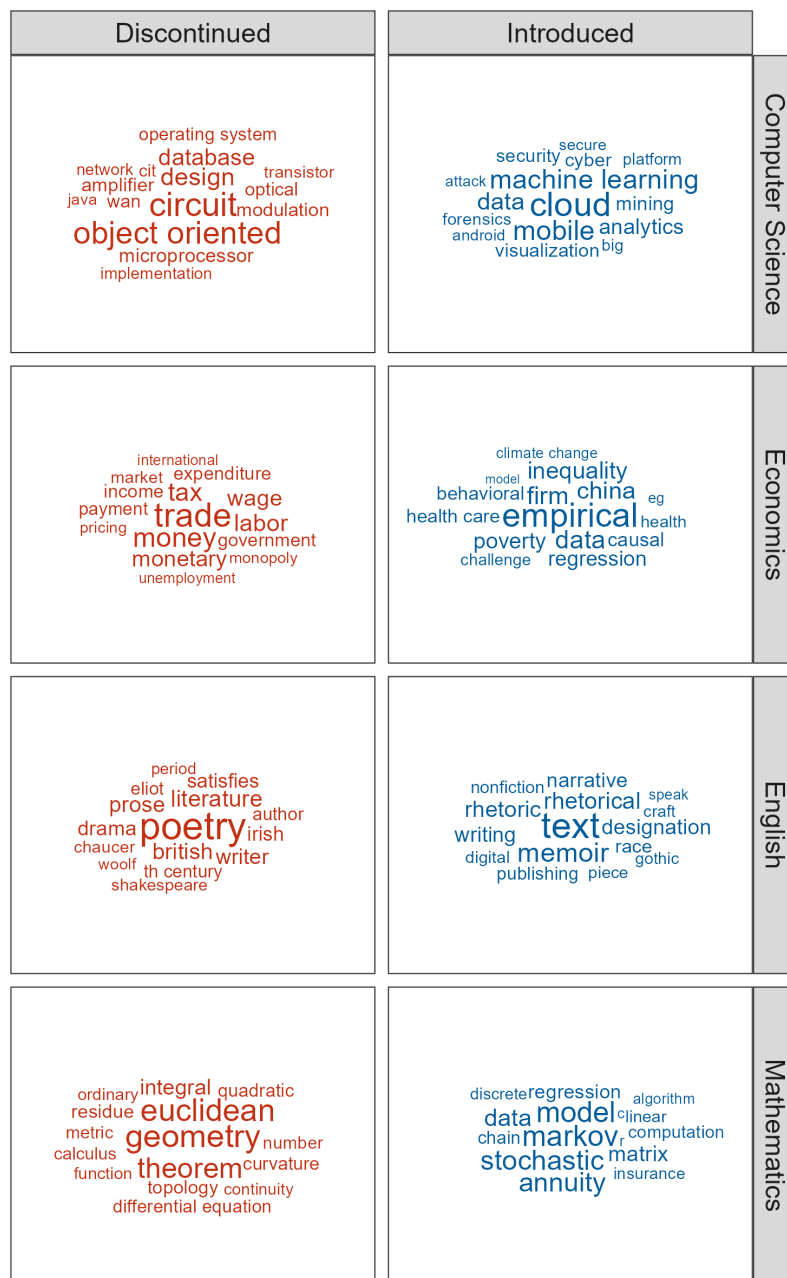 Discontinued
Introduced
Computer Science
operating system
database
network cit
design
transistor
amplifier
optical
java
wan
circuit
modulation
object oriented
microprocessor
implementation
secure
security
cyber
platform
attack
machine learning
data
cloud
mining
forensics
android
mobile
analytics
visualization
big
Economics
international
market
expenditure
income
tax
wage
payment
trade
labor
pricing
money
government
monetary
monopoly
unemployment
climate change
model
inequality
behavioral
firm
china
eg
health care
empirical
health
poverty
data
causal
challenge
regression
English
period
eliot
satisfies
prose
literature
author
drama
poetry
irish
chaucer
british
writer
woolf
th century
shakespeare
nonfiction
narrative
rhetoric
rhetorical
speak
craft
writing
text
designation
digital
memoir
race
gothic
publishing
piece
Mathematics
ordinary
integral
quadratic
residue
euclidean
metric
geometry
number
calculus
function
theorem
curvature
topology
continuity
differential equation
discrete
regression
algorithm
data
model
c
linear
chain
markov
r
computation
stochastic
matrix
annuity
insurance